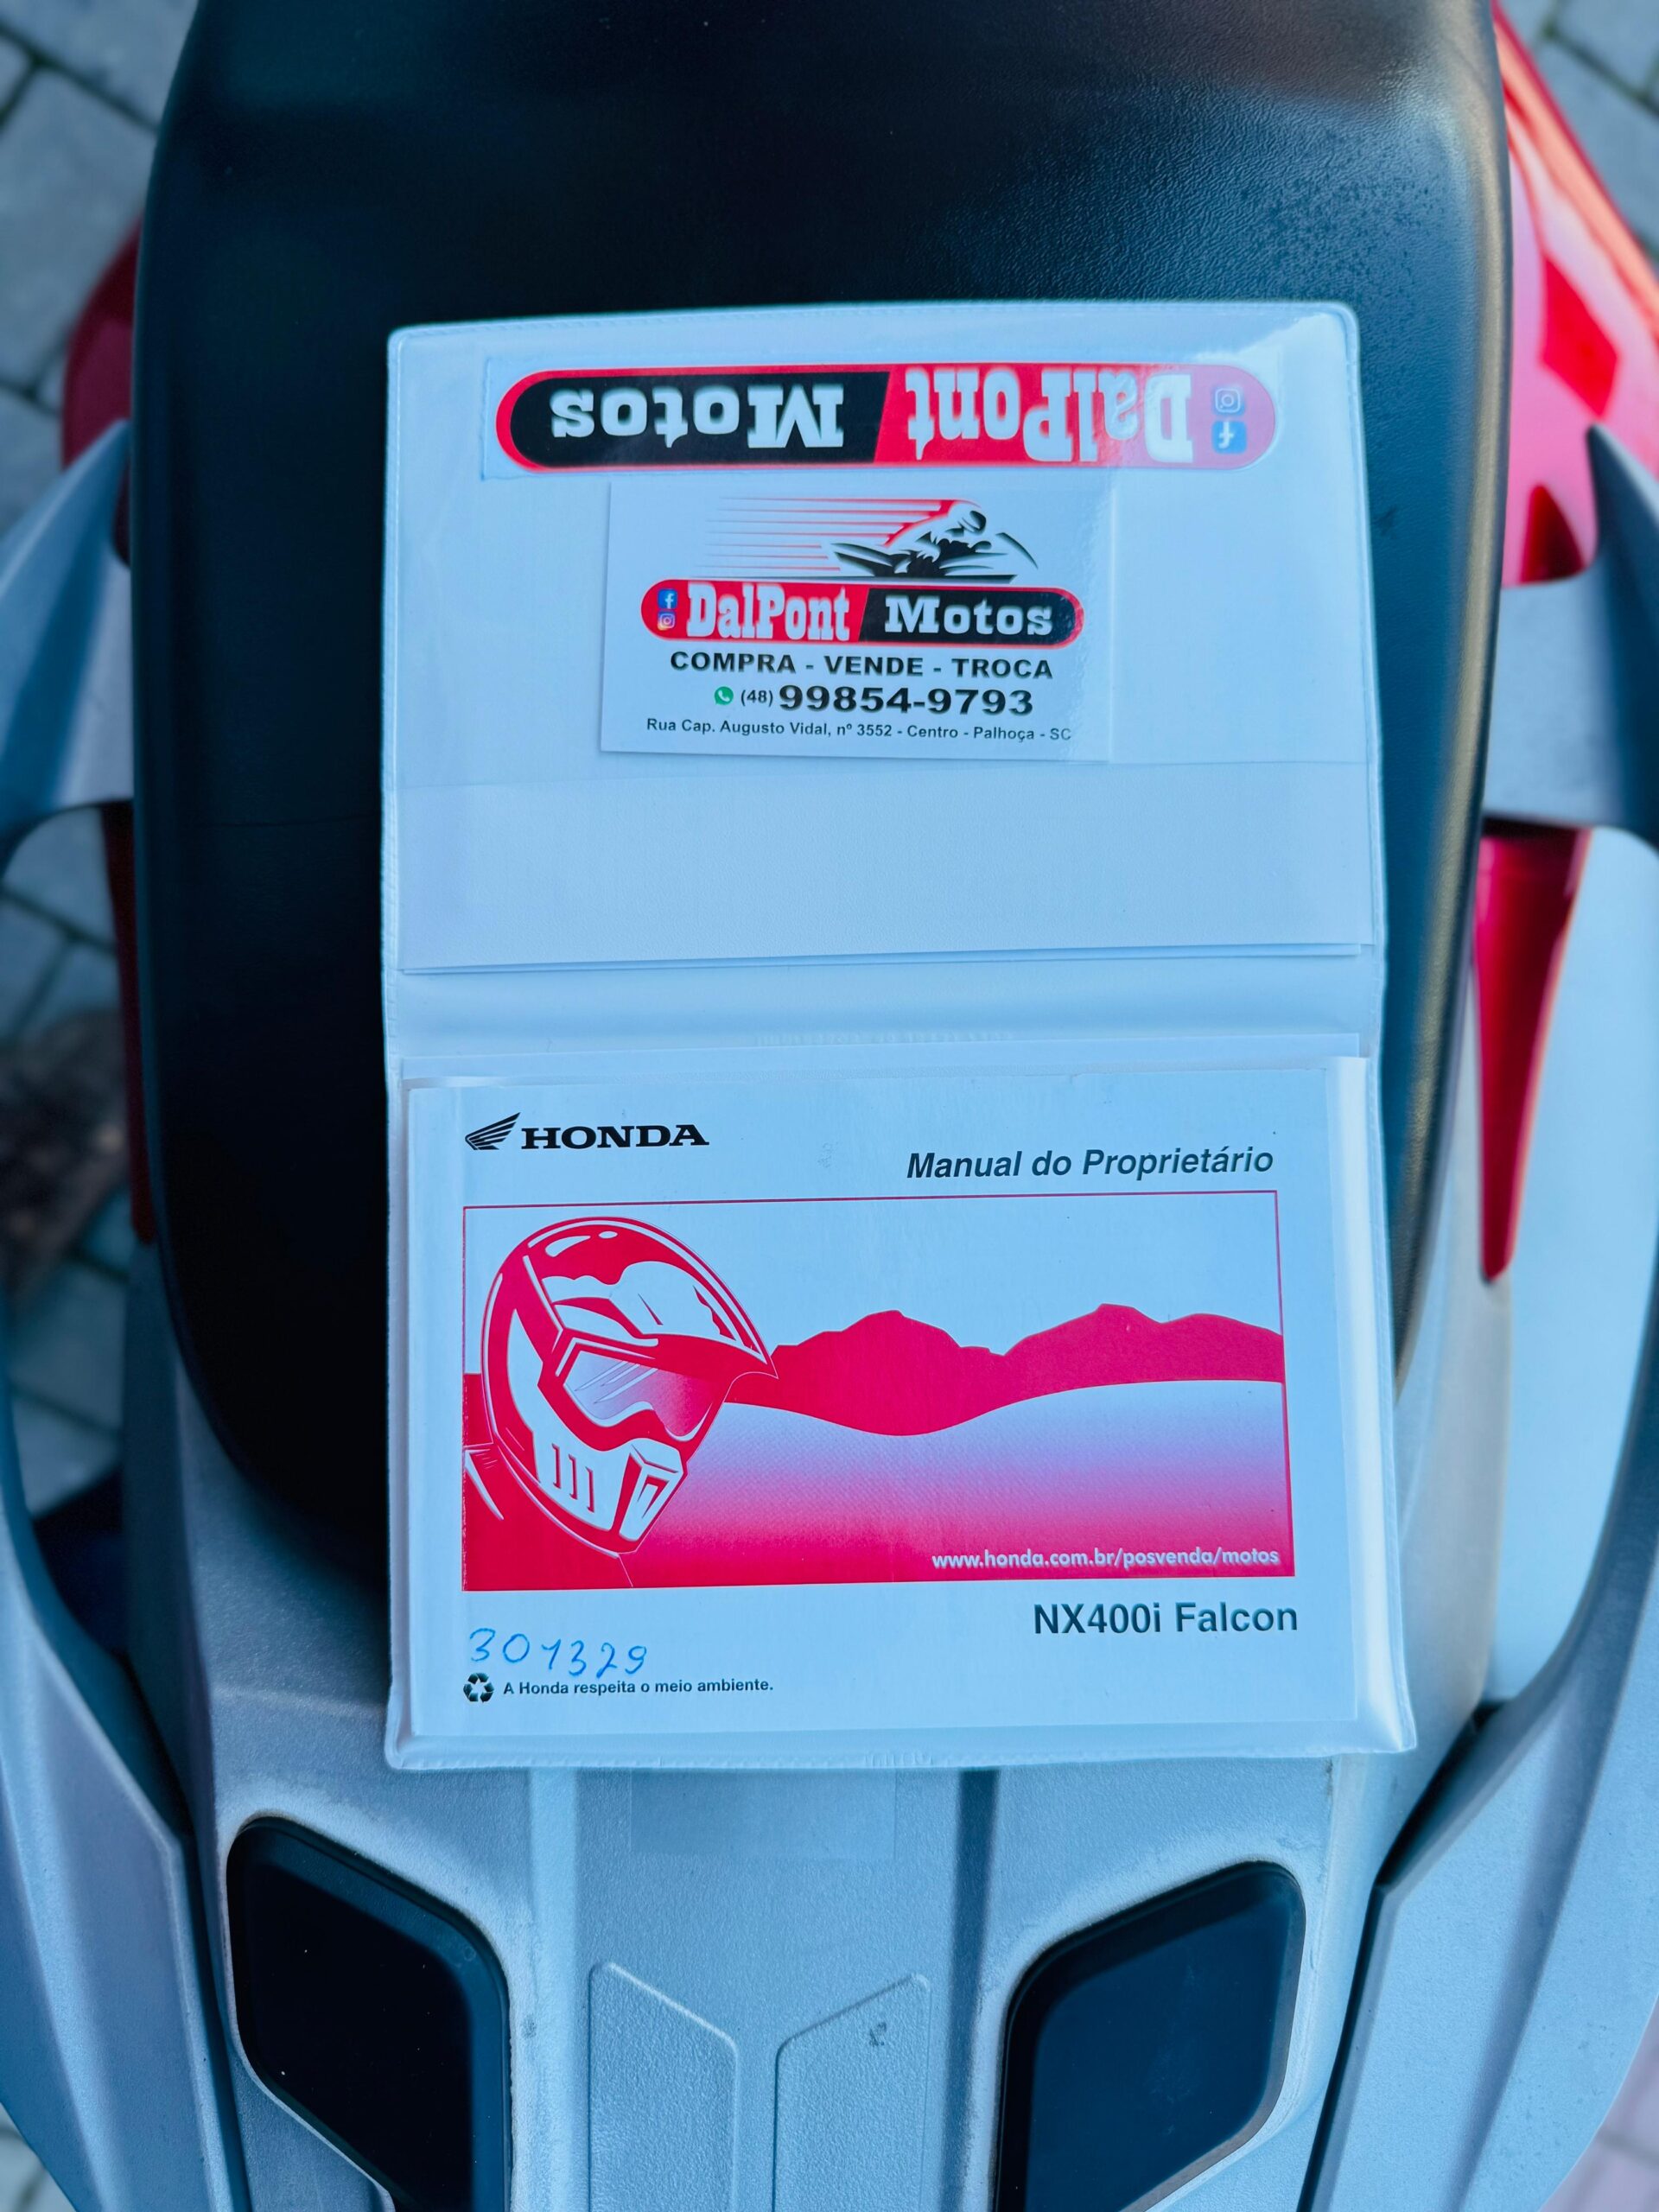 DalPont Motos
DalPont Motos
COMPRA - VENDE - TROCA
(48) 99854-9793
Rua Cap. Augusto Vidal, nº 3552 - Centro - Palhoça - SC
HONDA
Manual do Proprietário
www.honda.com.br/posvenda/motos
NX400i Falcon
301329
A Honda respeita o meio ambiente.